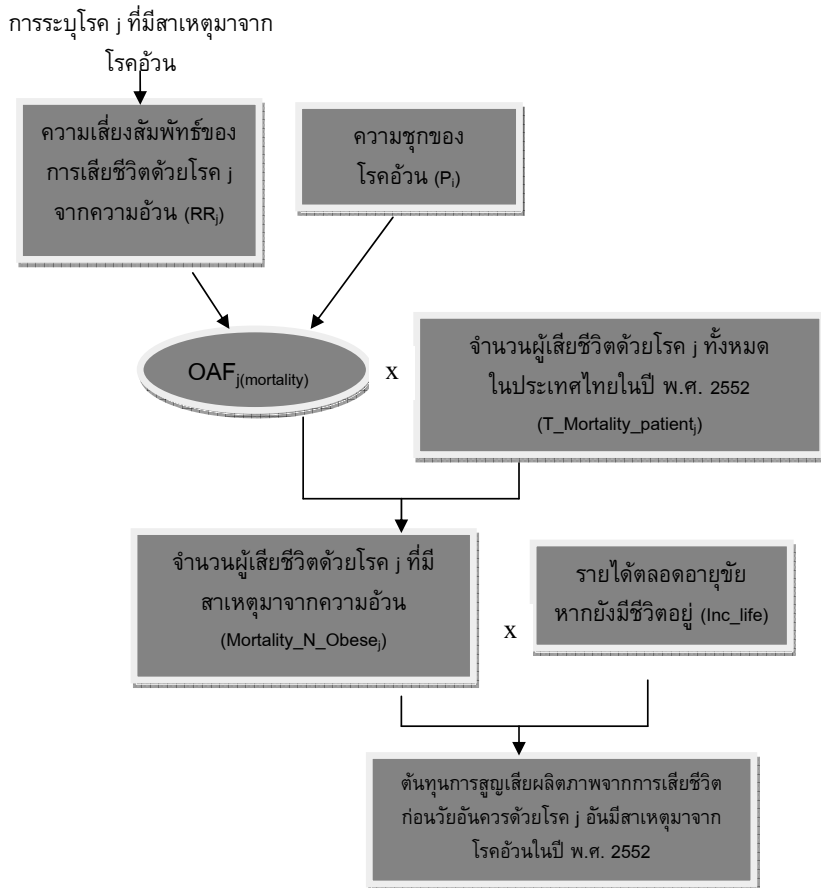 การระบุโรค j ที่มีสาเหตุมาจาก
โรคอ้วน
ความเสี่ยงสัมพัทธ์ของ
การเสียชีวิตด้วยโรค j
จากความอ้วน (RRj)
ความชุกของ
โรคอ้วน (Pi)
OAFj(mortality)
x
จำนวนผู้เสียชีวิตด้วยโรค j ทั้งหมด
ในประเทศไทยในปี พ.ศ. 2552
(T_Mortality_patientj)
จำนวนผู้เสียชีวิตด้วยโรค j ที่มี
สาเหตุมาจากความอ้วน
(Mortality_N_Obesej)
x
รายได้ตลอดอายุขัย
หากยังมีชีวิตอยู่ (Inc_life)
ต้นทุนการสูญเสียผลิตภาพจากการเสียชีวิต
ก่อนวัยอันควรด้วยโรค j อันมีสาเหตุมาจาก
โรคอ้วนในปี พ.ศ. 2552